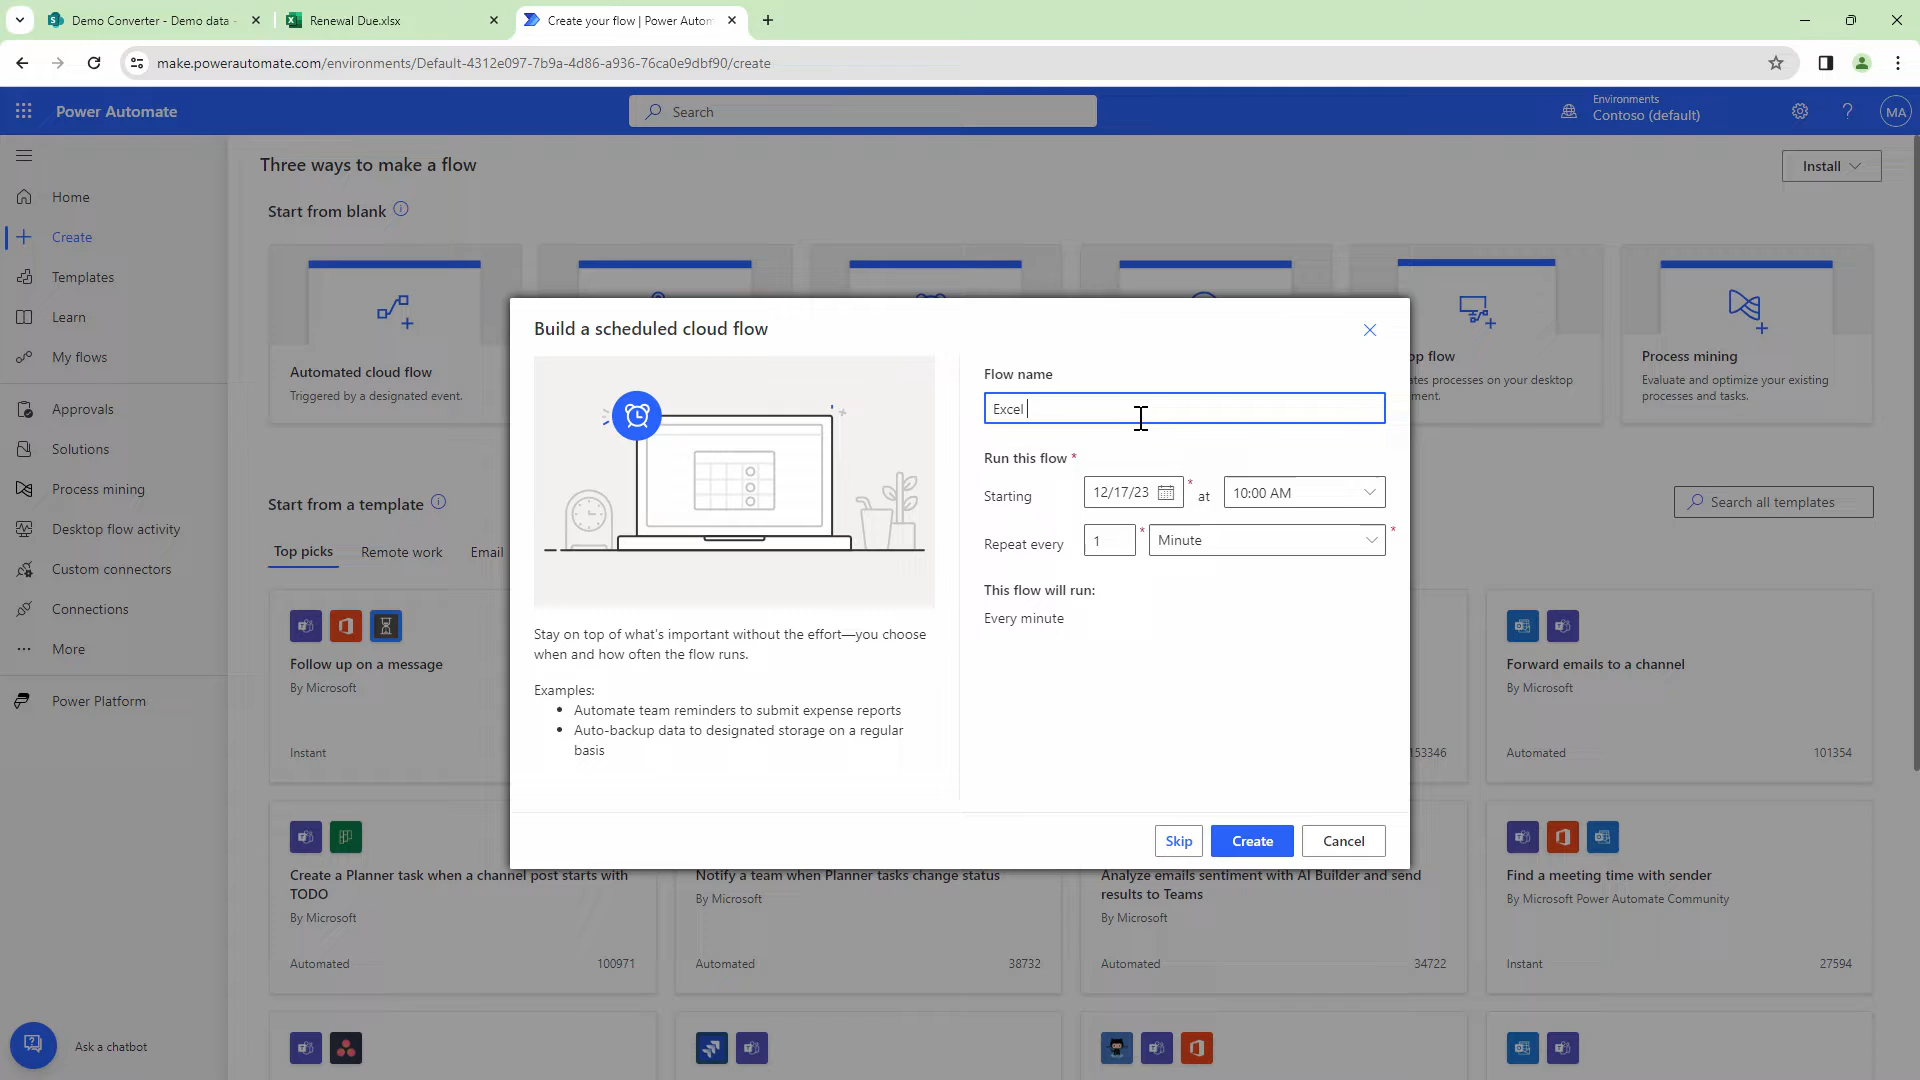 Demo Converter - Demo data -
Renewal Due.xlsx
Create your flow | Power Autom
make.powerautomate.com/environments/Default-4312e097-7b9a-4d86-a936-76ca0e9dbf90/create
Power Automate
Search
Environments
Contoso (default)
MA
Home
Create
Templates
Learn
My flows
Approvals
Solutions
Process mining
Desktop flow activity
Custom connectors
Connections
More
Power Platform
Ask a chatbot
Three ways to make a flow
Install
Start from blank
Automated cloud flow
Triggered by a designated event.
op flow
ates processes on your desktop
ment.
Process mining
Evaluate and optimize your existing
processes and tasks.
Start from a template
Search all templates
Top picks
Remote work
Email
Build a scheduled cloud flow
Stay on top of what's important without the effort—you choose
when and how often the flow runs.
Examples:
• Automate team reminders to submit expense reports
• Auto-backup data to designated storage on a regular
basis
Flow name
Excel
Run this flow *
Starting
12/17/23
*
at
10:00 AM
Repeat every
1
*
Minute
*
This flow will run:
Every minute
Skip
Create
Cancel
Follow up on a message
By Microsoft
Instant
153346
Forward emails to a channel
By Microsoft
Automated
101354
Create a Planner task when a channel post starts with
TODO
By Microsoft
Automated
100971
Notify a team when Planner tasks change status
By Microsoft
Automated
38732
Analyze emails sentiment with AI Builder and send
results to Teams
By Microsoft
Automated
34722
Find a meeting time with sender
By Microsoft Power Automate Community
Instant
27594